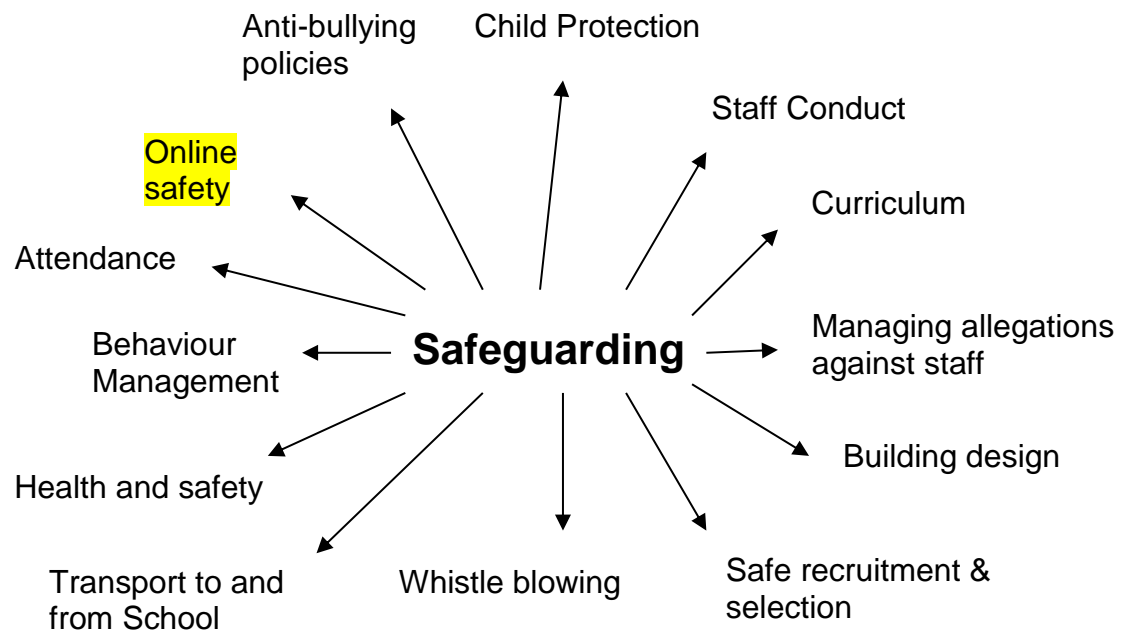 Anti-bullying
policies
Child Protection
Staff Conduct
Online
safety
Curriculum
Attendance
Managing allegations
against staff
Behaviour
Management
Safeguarding
Building design
Health and safety
Transport to and
from School
Whistle blowing
Safe recruitment &
selection